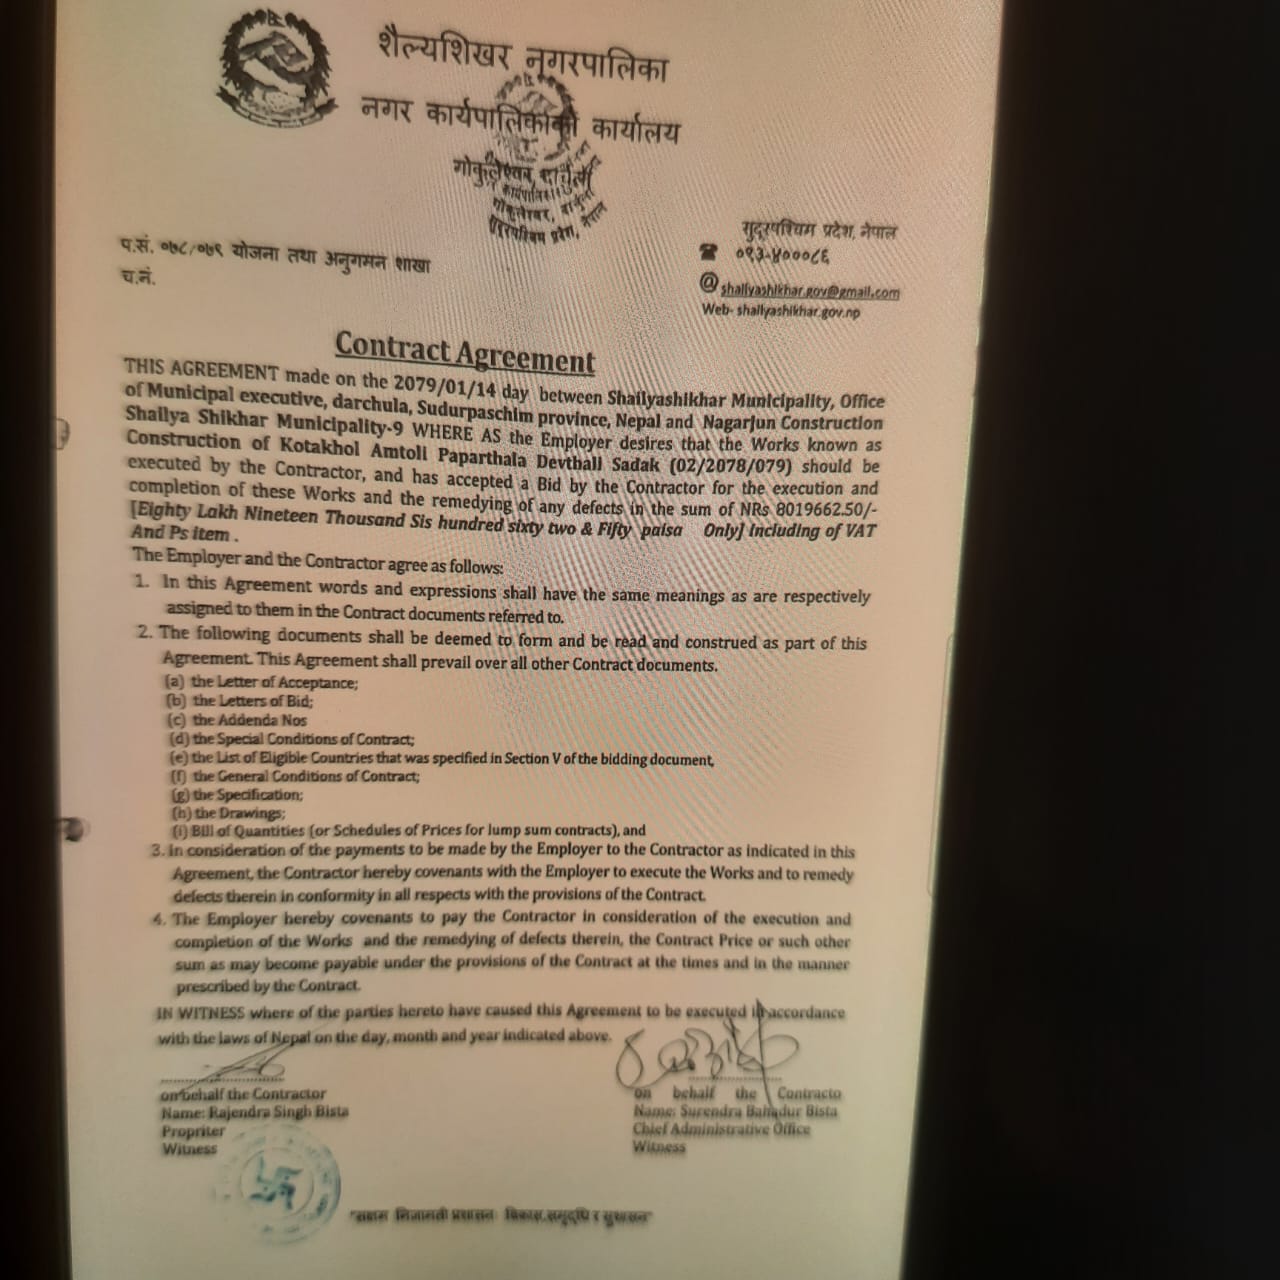 शैल्यशिखर नगरपालिका
नगर कार्यपालिकाको कार्यालय
गोकुलेश्वर, दार्चुला
कार्यपालिका
गोकुलेश्वर, दार्चुला
सुदूरपश्चिम प्रदेश, नेपाल
सुदूरपश्चिम प्रदेश, नेपाल
प.सं. ०७८/०७९ योजना तथा अनुगमन शाखा
०९३-४०००८६
च.नं.
@ shailyashikhar.gov@gmail.com
Web- shailyashikhar.gov.np
Contract Agreement
THIS AGREEMENT made on the 2079/01/14 day between Shailyashikhar Municipality, Office
of Municipal executive, darchula, Sudurpaschim province, Nepal and Nagarjun Construction
Shailya Shikhar Municipality-9 WHERE AS the Employer desires that the Works known as
Construction of Kotakhol Amtoli Paparthala Devthali Sadak (02/2078/079) should be
executed by the Contractor, and has accepted a Bid by the Contractor for the execution and
completion of these Works and the remedying of any defects in the sum of NRs 8019662.50/-
[Eighty Lakh Nineteen Thousand Sis hundred sixty two & Fifty paisa Only] including of VAT
And Ps item .
The Employer and the Contractor agree as follows:
1. In this Agreement words and expressions shall have the same meanings as are respectively
assigned to them in the Contract documents referred to.
2. The following documents shall be deemed to form and be read and construed as part of this
Agreement. This Agreement shall prevail over all other Contract documents.
(a) the Letter of Acceptance;
(b) the Letters of Bid;
(c) the Addenda Nos
(d) the Special Conditions of Contract;
(e) the List of Eligible Countries that was specified in Section V of the bidding document,
(f) the General Conditions of Contract;
(g) the Specification;
(h) the Drawings;
(i) Bill of Quantities (or Schedules of Prices for lump sum contracts), and
3. In consideration of the payments to be made by the Employer to the Contractor as indicated in this
Agreement, the Contractor hereby covenants with the Employer to execute the Works and to remedy
defects therein in conformity in all respects with the provisions of the Contract.
4. The Employer hereby covenants to pay the Contractor in consideration of the execution and
completion of the Works and the remedying of defects therein, the Contract Price or such other
sum as may become payable under the provisions of the Contract at the times and in the manner
prescribed by the Contract.
IN WITNESS where of the parties hereto have caused this Agreement to be executed in accordance
with the laws of Nepal on the day, month and year indicated above.
on behalf the Contractor
on behalf the Contracto
Name: Rajendra Singh Bista
Name: Surendra Bahadur Bista
Propriter
Chief Administrative Office
Witness
Witness
"सक्षम निजामती प्रशासनः विकास,समृद्धि र सुशासन"